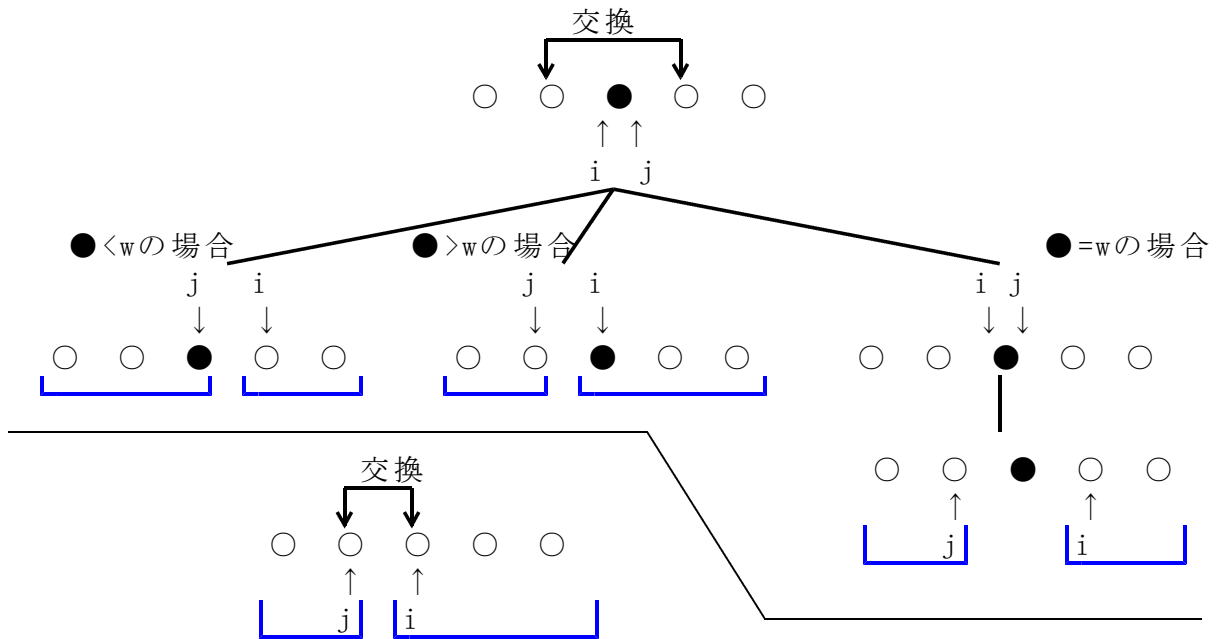 交換
○ ○ ● ○ ○
↑ ↑
i j
●<wの場合 ●>wの場合 ●=wの場合
j i j i i j
↓ ↓ ↓ ↓ ↓ ↓
○ ○ ● ○ ○ ○ ○ ● ○ ○ ○ ○ ● ○ ○
○ ○ ● ○ ○
↑ ↑
j i
交換
○ ○ ○ ○ ○
↑ ↑
j i